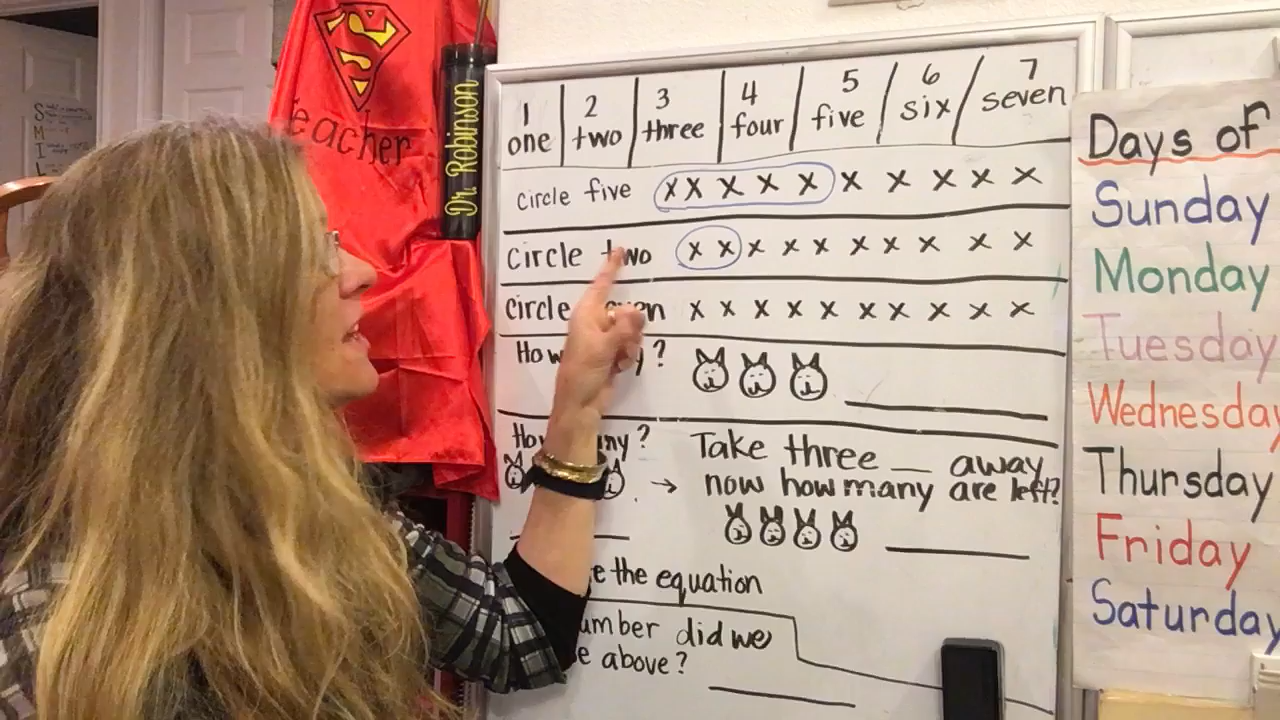 Teacher
Dr. Robinson
1 2 3 4 5 6 7
one two three four five six seven
circle five X X X X X X X X X X
circle two X X X X X X X X X X
circle X X X X X X X X X X
?
? Take three __ away
→ now how many are left?
the equation
did we
above?
Days of
Sunday
Monday
Tuesday
Wednesday
Thursday
Friday
Saturday